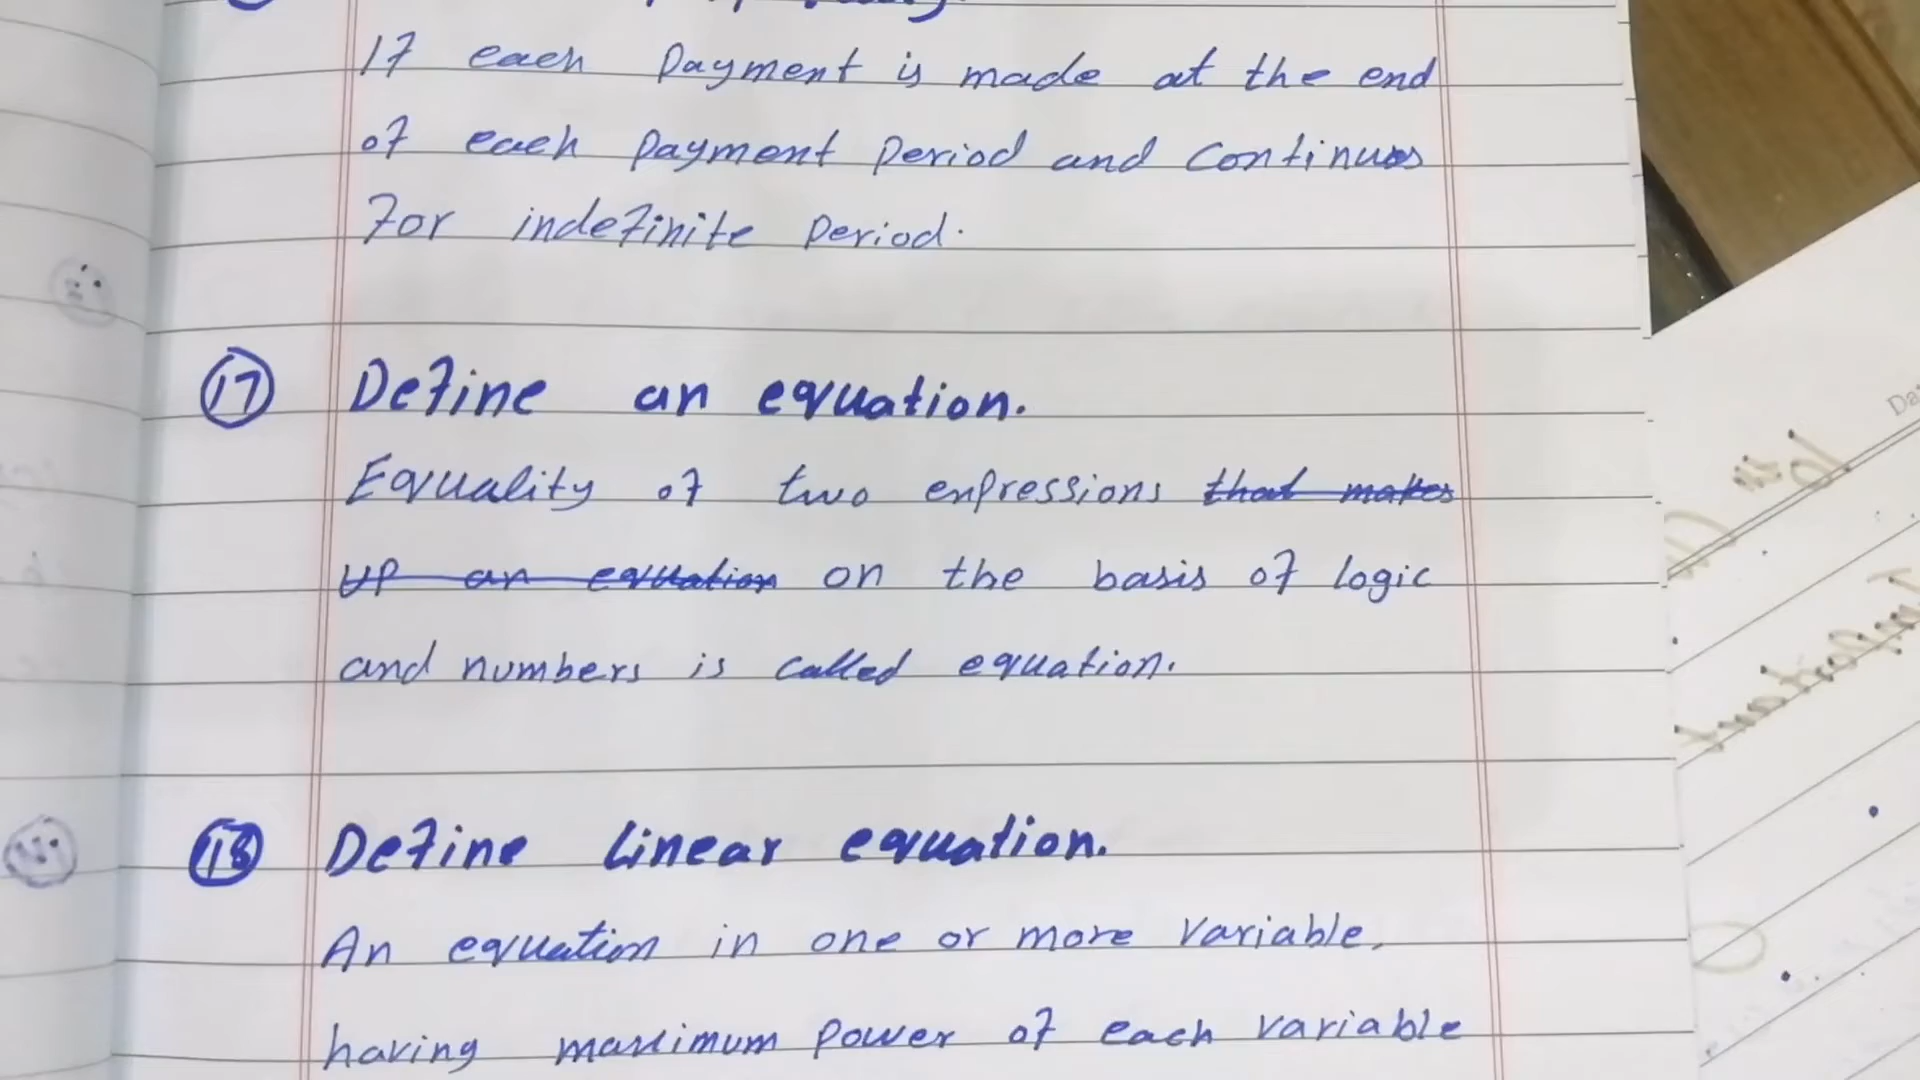 If each payment is made at the end
of each payment period and continues
for indefinite period.
17 Define an equation.
Equality of two expressions that makes
up an equation on the basis of logic
and numbers is called equation.
18 Define linear equation.
An equation in one or more variable,
having maximum power of each variable